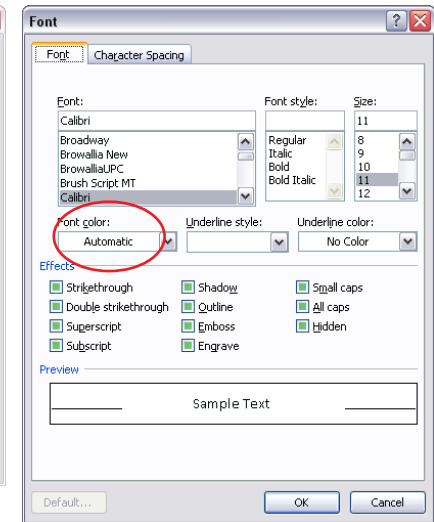 Font
Font Character Spacing
Font: Font style: Size:
Calibri 11
Broadway Regular 8
Browallia New Italic 9
BrowalliaUPC Bold 10
Brush Script MT Bold Italic 11
Calibri 12
Font color: Underline style: Underline color:
Automatic No Color
Effects
Strikethrough Shadow Small caps
Double strikethrough Outline All caps
Superscript Emboss Hidden
Subscript Engrave
Preview
Sample Text
Default... OK Cancel